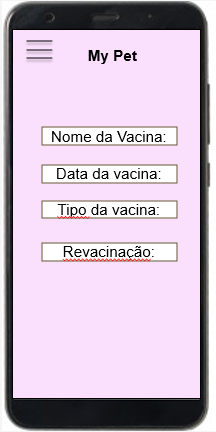 My Pet
Nome da Vacina:
Data da vacina:
Tipo da vacina:
Revacinação: